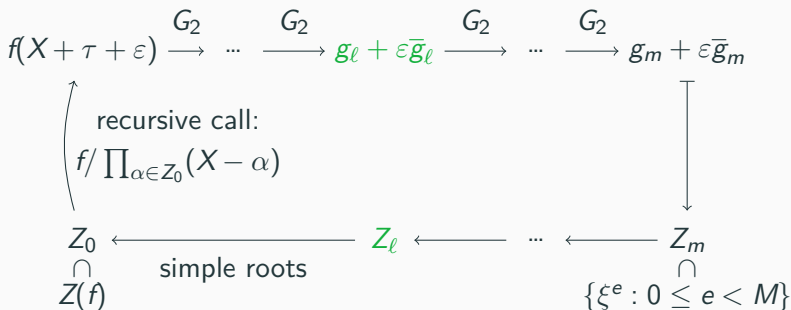 G₂ G₂ G₂ G₂
f(X + τ + ε) ⟶ ··· ⟶ g_ℓ + εḡ_ℓ ⟶ ··· ⟶ g_m + εḡ_m
recursive call:
f/ ∏_{α∈Z₀}(X − α)
Z₀ ⟵ Z_ℓ ⟵ ··· ⟵ Z_m
simple roots
∩ ∩
Z(f) {ξ^e : 0 ≤ e < M}